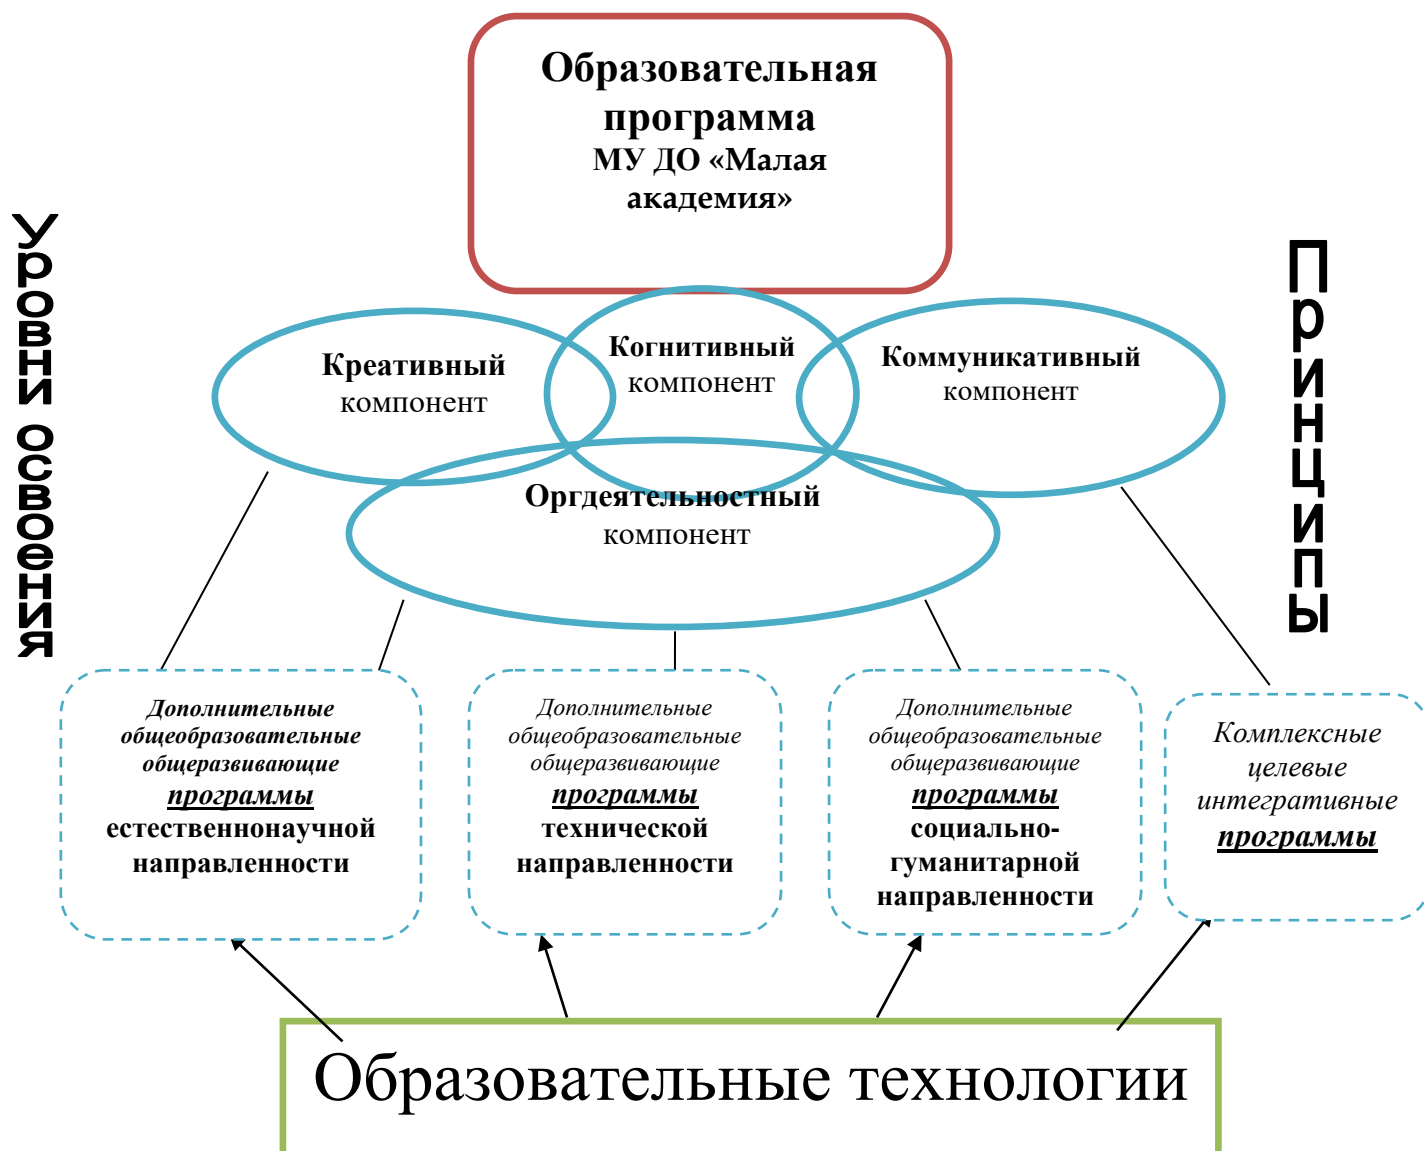 Образовательная
программа
МУ ДО «Малая
академия»
Уровни освоения
Принципы
Креативный
компонент
Когнитивный
компонент
Коммуникативный
компонент
Оргдеятельностный
компонент
Дополнительные
общеобразовательные
общеразвивающие
программы
естественнонаучной
направленности
Дополнительные
общеобразовательные
общеразвивающие
программы
технической
направленности
Дополнительные
общеобразовательные
общеразвивающие
программы
социально-
гуманитарной
направленности
Комплексные
целевые
интегративные
программы
Образовательные технологии